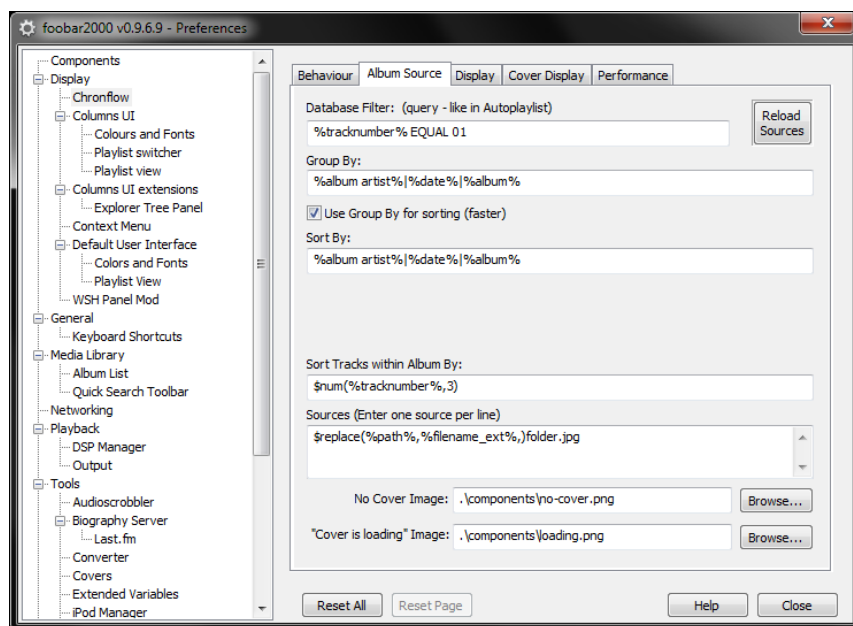 foobar2000 v0.9.6.9 - Preferences
Components
Display
Chronflow
Columns UI
Colours and Fonts
Playlist switcher
Playlist view
Columns UI extensions
Explorer Tree Panel
Context Menu
Default User Interface
Colors and Fonts
Playlist View
WSH Panel Mod
General
Keyboard Shortcuts
Media Library
Album List
Quick Search Toolbar
Networking
Playback
DSP Manager
Output
Tools
Audioscrobbler
Biography Server
Last.fm
Converter
Covers
Extended Variables
iPod Manager
Behaviour Album Source Display Cover Display Performance
Database Filter: (query - like in Autoplaylist)
%tracknumber% EQUAL 01
Reload
Sources
Group By:
%album artist%|%date%|%album%
Use Group By for sorting (faster)
Sort By:
%album artist%|%date%|%album%
Sort Tracks within Album By:
$num(%tracknumber%,3)
Sources (Enter one source per line)
$replace(%path%,%filename_ext%,)folder.jpg
No Cover Image: .\components\no-cover.png Browse...
"Cover is loading" Image: .\components\loading.png Browse...
Reset All Reset Page Help Close